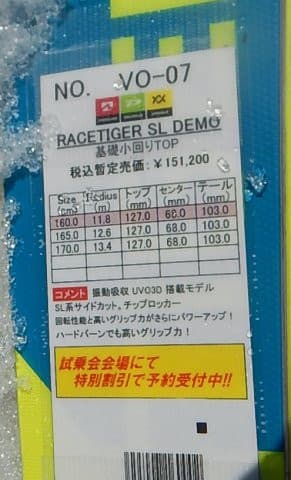 NO. VO-07
RACETIGER SL DEMO
基礎小回りTOP
税込暫定売価:￥151,200
Size (cm) Radius (m) トップ (mm) センター (mm) テール (mm)
160.0 11.8 127.0 68.0 103.0
165.0 12.6 127.0 68.0 103.0
170.0 13.4 127.0 68.0 103.0
コメント 振動吸収 UVO3D 搭載モデル
SL系サイドカット。チップロッカー
回転性能と高いグリップ力がさらにパワーアップ！
ハードバーンでも高いグリップ力！
試乗会会場にて
特別割引で予約受付中!!